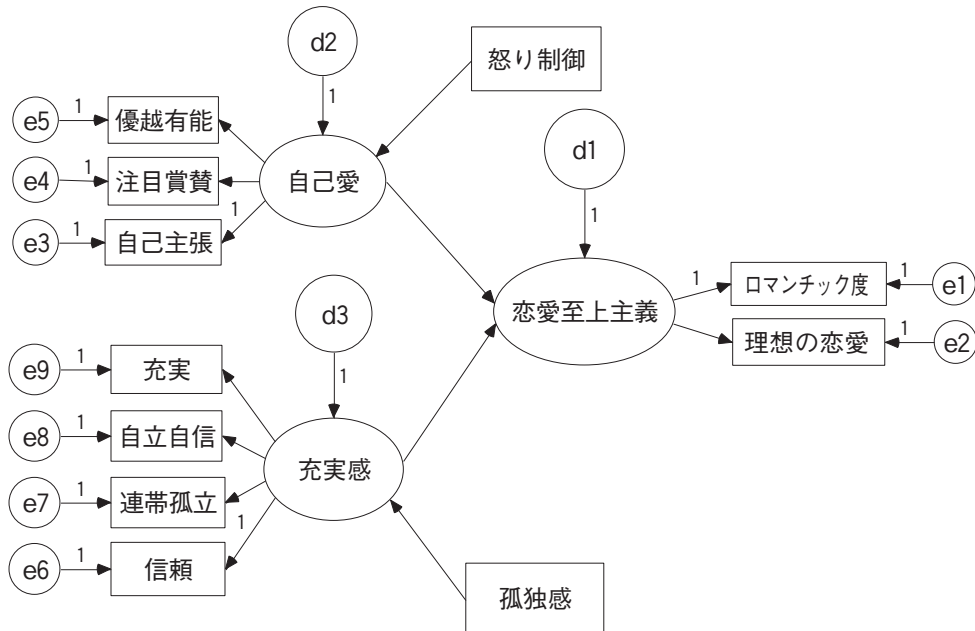 d2
怒り制御
1
e5
1
優越有能
d1
e4
1
注目賞賛
自己愛
1
e3
1
自己主張
1
d3
恋愛至上主義
1
ロマンチック度
1
e1
理想の恋愛
1
e2
1
e9
1
充実
e8
1
自立自信
充実感
e7
1
連帯孤立
1
e6
1
信頼
孤独感